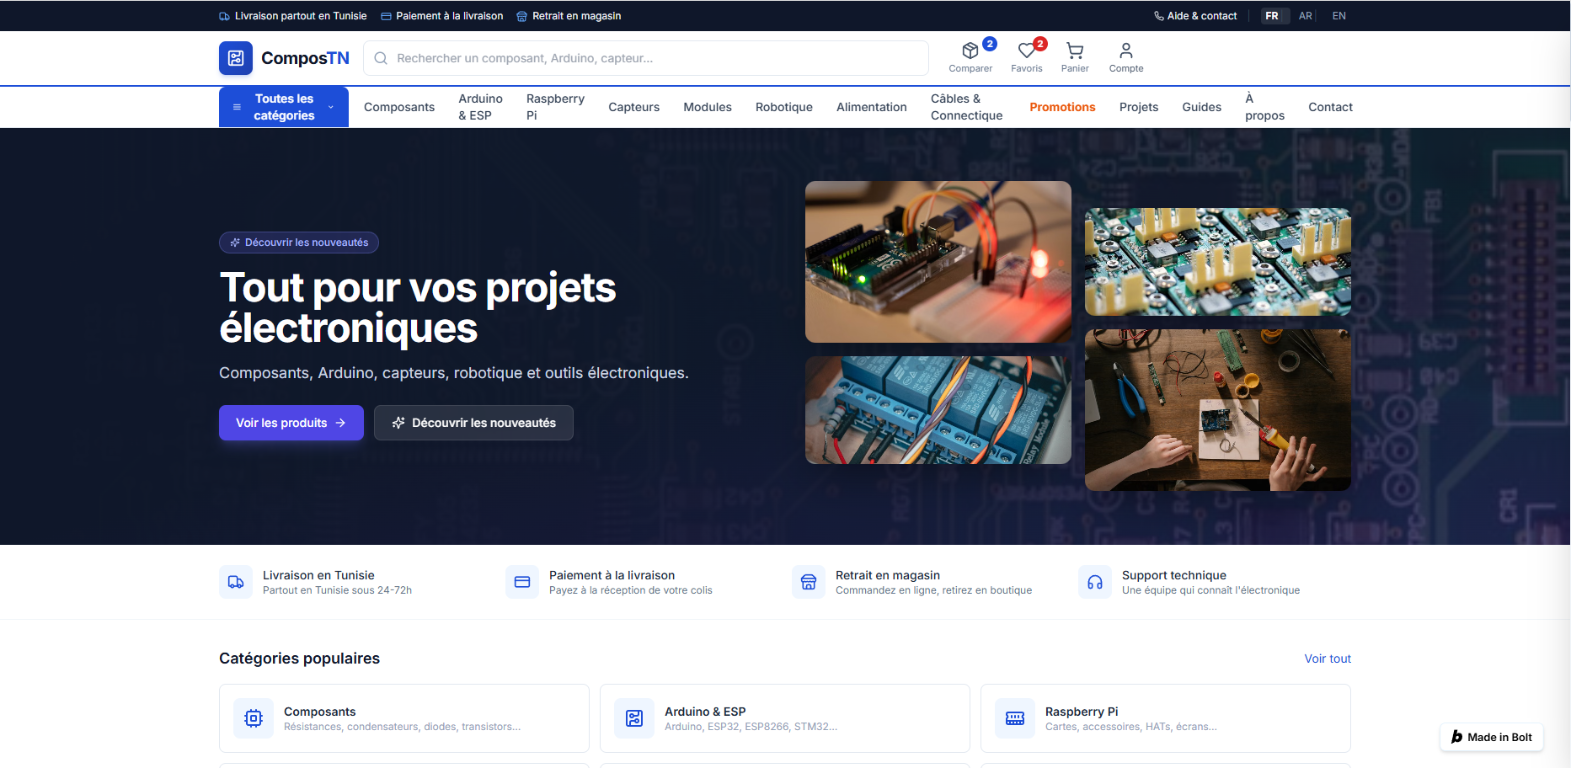 Livraison partout en Tunisie Paiement à la livraison Retrait en magasin Aide & contact FR AR EN
ComposTN Rechercher un composant, Arduino, capteur... 2 2
Comparer Favoris Panier Compte
Toutes les catégories Composants Arduino & ESP Raspberry Pi Capteurs Modules Robotique Alimentation Câbles & Connectique Promotions Projets Guides À propos Contact
Découvrir les nouveautés
Tout pour vos projets
électroniques
Composants, Arduino, capteurs, robotique et outils électroniques.
Voir les produits Découvrir les nouveautés
Relay Module
FB1
CR1
Livraison en Tunisie
Partout en Tunisie sous 24-72h
Paiement à la livraison
Payez à la réception de votre colis
Retrait en magasin
Commandez en ligne, retirez en boutique
Support technique
Une équipe qui connaît l'électronique
Catégories populaires Voir tout
Composants
Résistances, condensateurs, diodes, transistors...
Arduino & ESP
Arduino, ESP32, ESP8266, STM32...
Raspberry Pi
Cartes, accessoires, HATs, écrans...
Made in Bolt